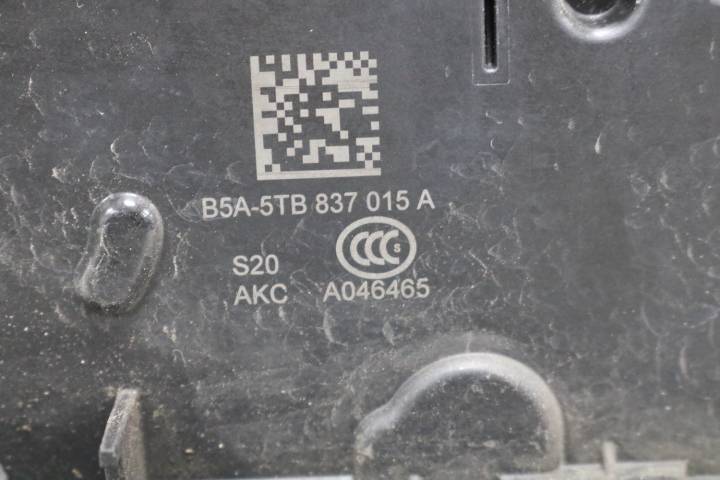 B5A-5TB 837 015 A
CCC S
S20
AKC A046465